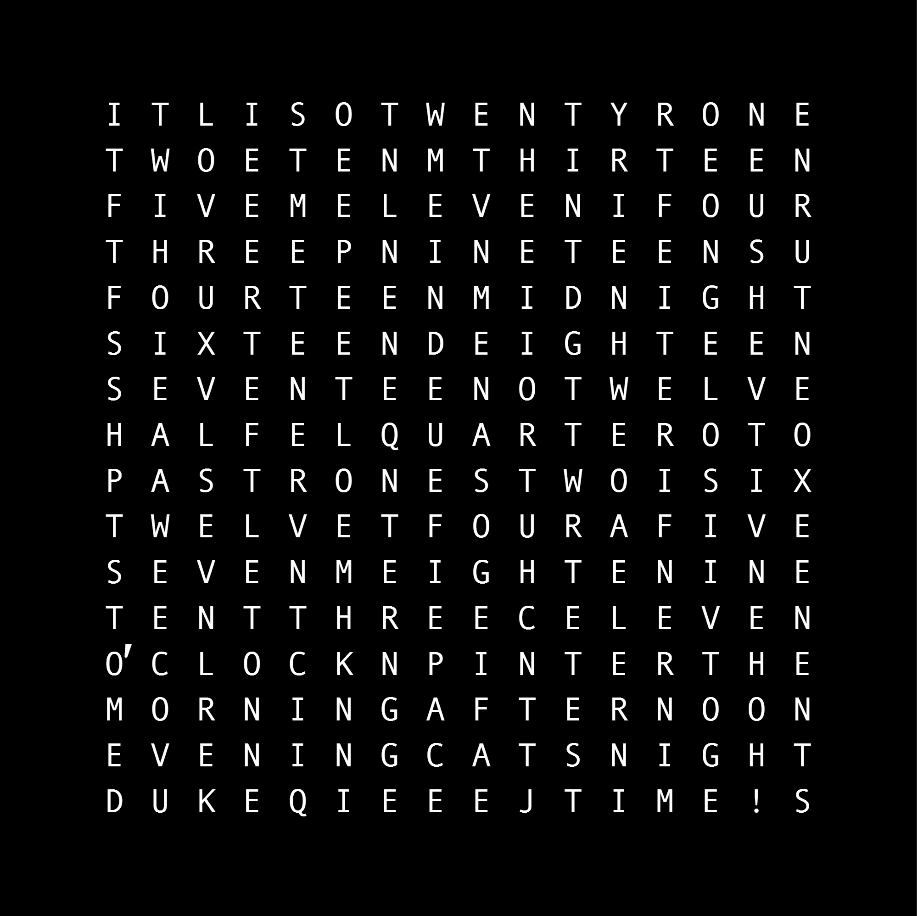 I T L I S O T W E N T Y R O N E
T W O E T E N M T H I R T E E N
F I V E M E L E V E N I F O U R
T H R E E P N I N E T E E N S U
F O U R T E E N M I D N I G H T
S I X T E E N D E I G H T E E N
S E V E N T E E N O T W E L V E
H A L F E L Q U A R T E R O T O
P A S T R O N E S T W O I S I X
T W E L V E T F O U R A F I V E
S E V E N M E I G H T E N I N E
T E N T T H R E E C E L E V E N
O' C L O C K N P I N T E R T H E
M O R N I N G A F T E R N O O N
E V E N I N G C A T S N I G H T
D U K E Q I E E E J T I M E ! S